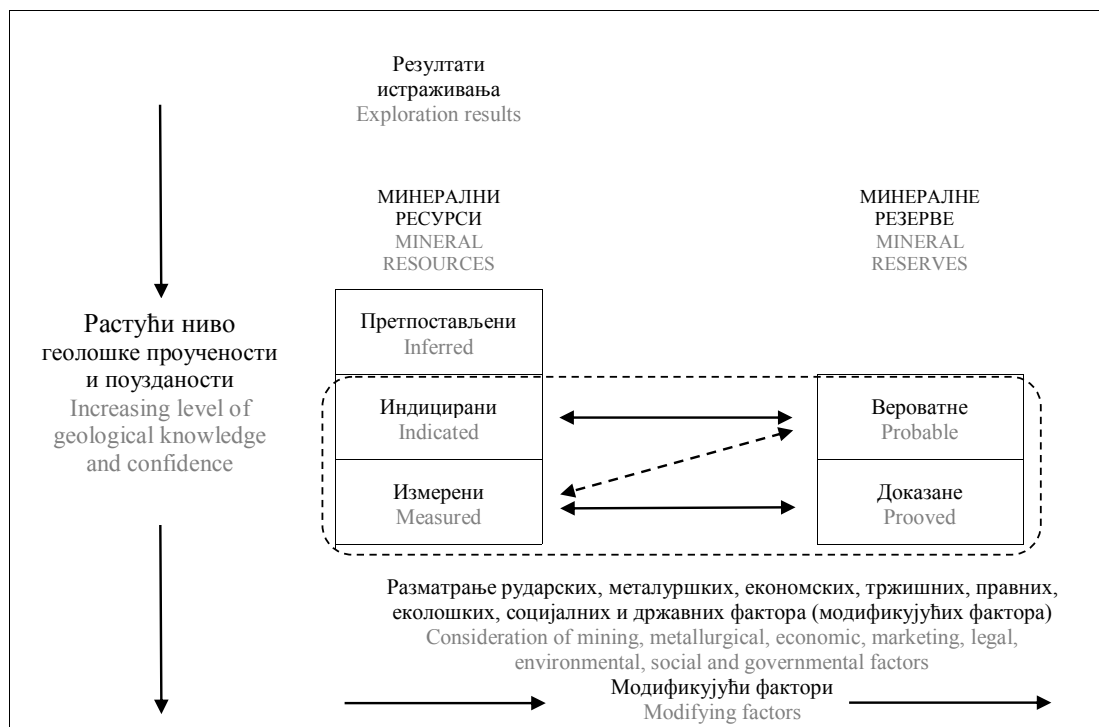 Резултати
истраживања
Exploration results
МИНЕРАЛНИ
РЕСУРСИ
MINERAL
RESOURCES
МИНЕРАЛНЕ
РЕЗЕРВЕ
MINERAL
RESERVES
Растући ниво
геолошке проучености
и поузданости
Increasing level of
geological knowledge
and confidence
Претпостављени
Inferred
Индицирани
Indicated
Вероватне
Probable
Измерени
Measured
Доказане
Prooved
Разматрање рударских, металуршких, економских, тржишних, правних,
еколошких, социјалних и државних фактора (модификујућих фактора)
Consideration of mining, metallurgical, economic, marketing, legal,
environmental, social and governmental factors
Модификујући фактори
Modifying factors